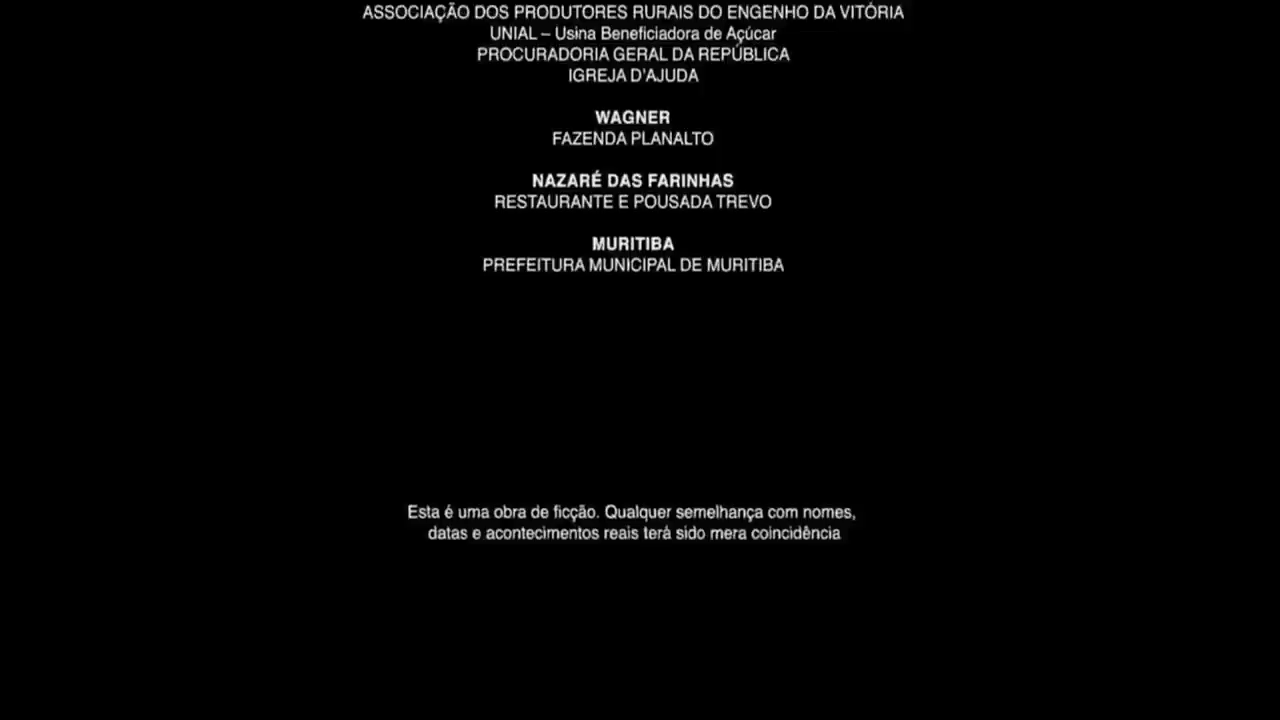 ASSOCIAÇÃO DOS PRODUTORES RURAIS DO ENGENHO DA VITÓRIA
UNIAL – Usina Beneficiadora de Açúcar
PROCURADORIA GERAL DA REPÚBLICA
IGREJA D'AJUDA
WAGNER
FAZENDA PLANALTO
NAZARÉ DAS FARINHAS
RESTAURANTE E POUSADA TREVO
MURITIBA
PREFEITURA MUNICIPAL DE MURITIBA
Esta é uma obra de ficção. Qualquer semelhança com nomes,
datas e acontecimentos reais terá sido mera coincidência